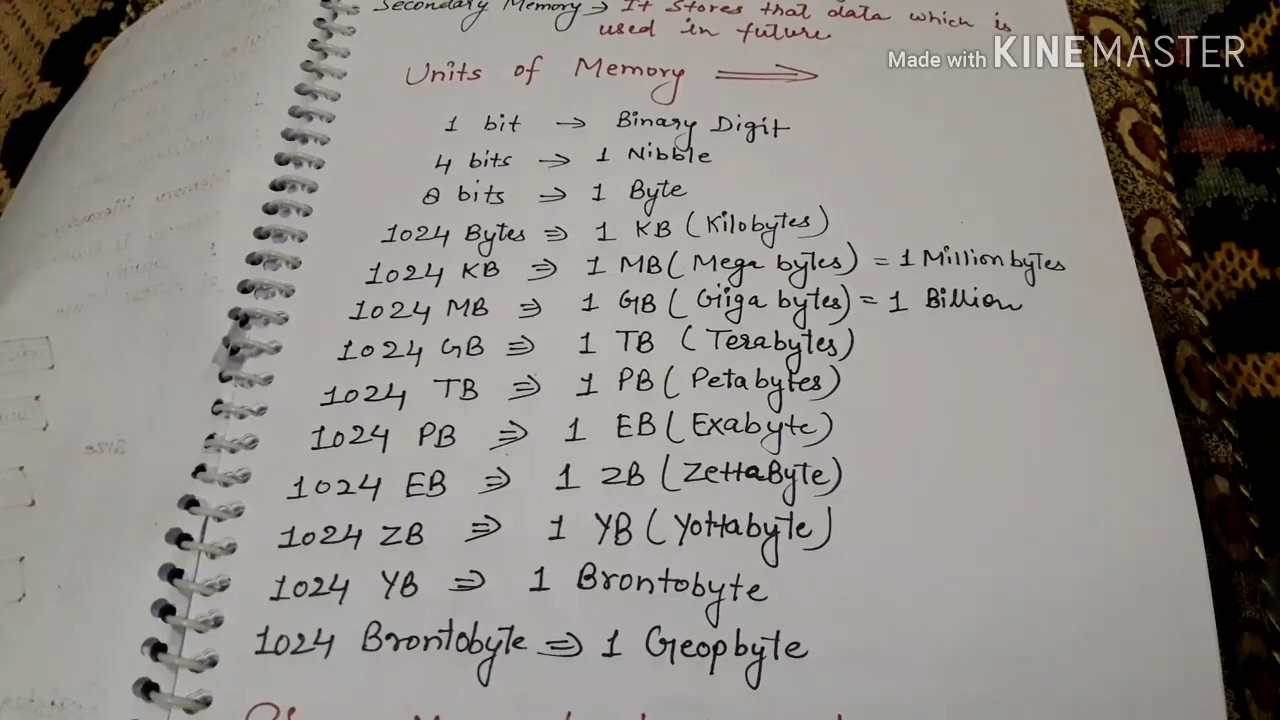 Secondary Memory → It stores that data which is
used in future
Made with KINEMASTER
Units of Memory ⟹
1 bit → Binary Digit
4 bits → 1 Nibble
8 bits ⇒ 1 Byte
1024 Bytes ⇒ 1 KB (Kilobytes)
1024 KB ⇒ 1 MB (Mega bytes) = 1 Million bytes
1024 MB ⇒ 1 GB (Giiga bytes) = 1 Billion
1024 GB ⇒ 1 TB (Terabytes)
1024 TB ⇒ 1 PB (Petabytes)
1024 PB ⇒ 1 EB (Exabyte)
1024 EB ⇒ 1 ZB (ZettaByte)
1024 ZB ⇒ 1 YB (Yottabyte)
1024 YB ⇒ 1 Brontobyte
1024 Brontobyte ⇒ 1 Geopbyte